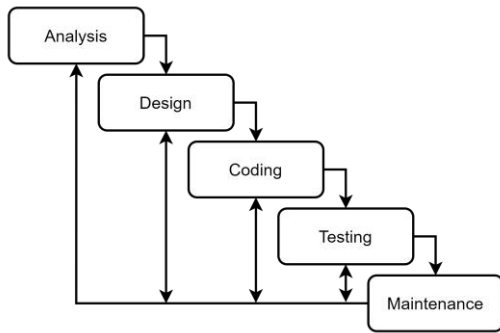 Analysis
Design
Coding
Testing
Maintenance